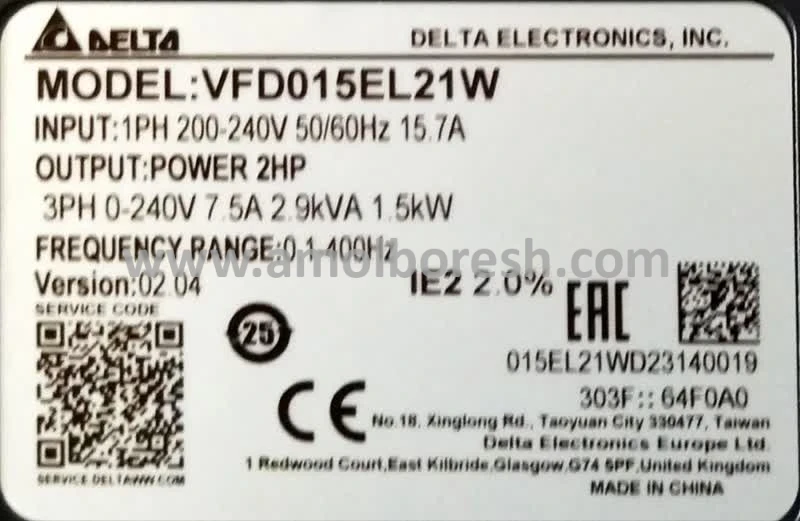 DELTA
DELTA ELECTRONICS, INC.
MODEL:VFD015EL21W
INPUT:1PH 200-240V 50/60Hz 15.7A
OUTPUT:POWER 2HP
3PH 0-240V 7.5A 2.9kVA 1.5kW
FREQUENCY RANGE:0.1-400Hz
www.amolboresh.com
Version:02.04
IE2 2.0%
SERVICE CODE
25
EAC
015EL21WD23140019
303F:: 64F0A0
CE
No.18, Xinglong Rd., Taoyuan City 330477, Taiwan
Delta Electronics Europe Ltd.
1 Redwood Court,East Kilbride,Glasgow,G74 5PF,United Kingdom
SERVICE.DELTAWW.COM
MADE IN CHINA